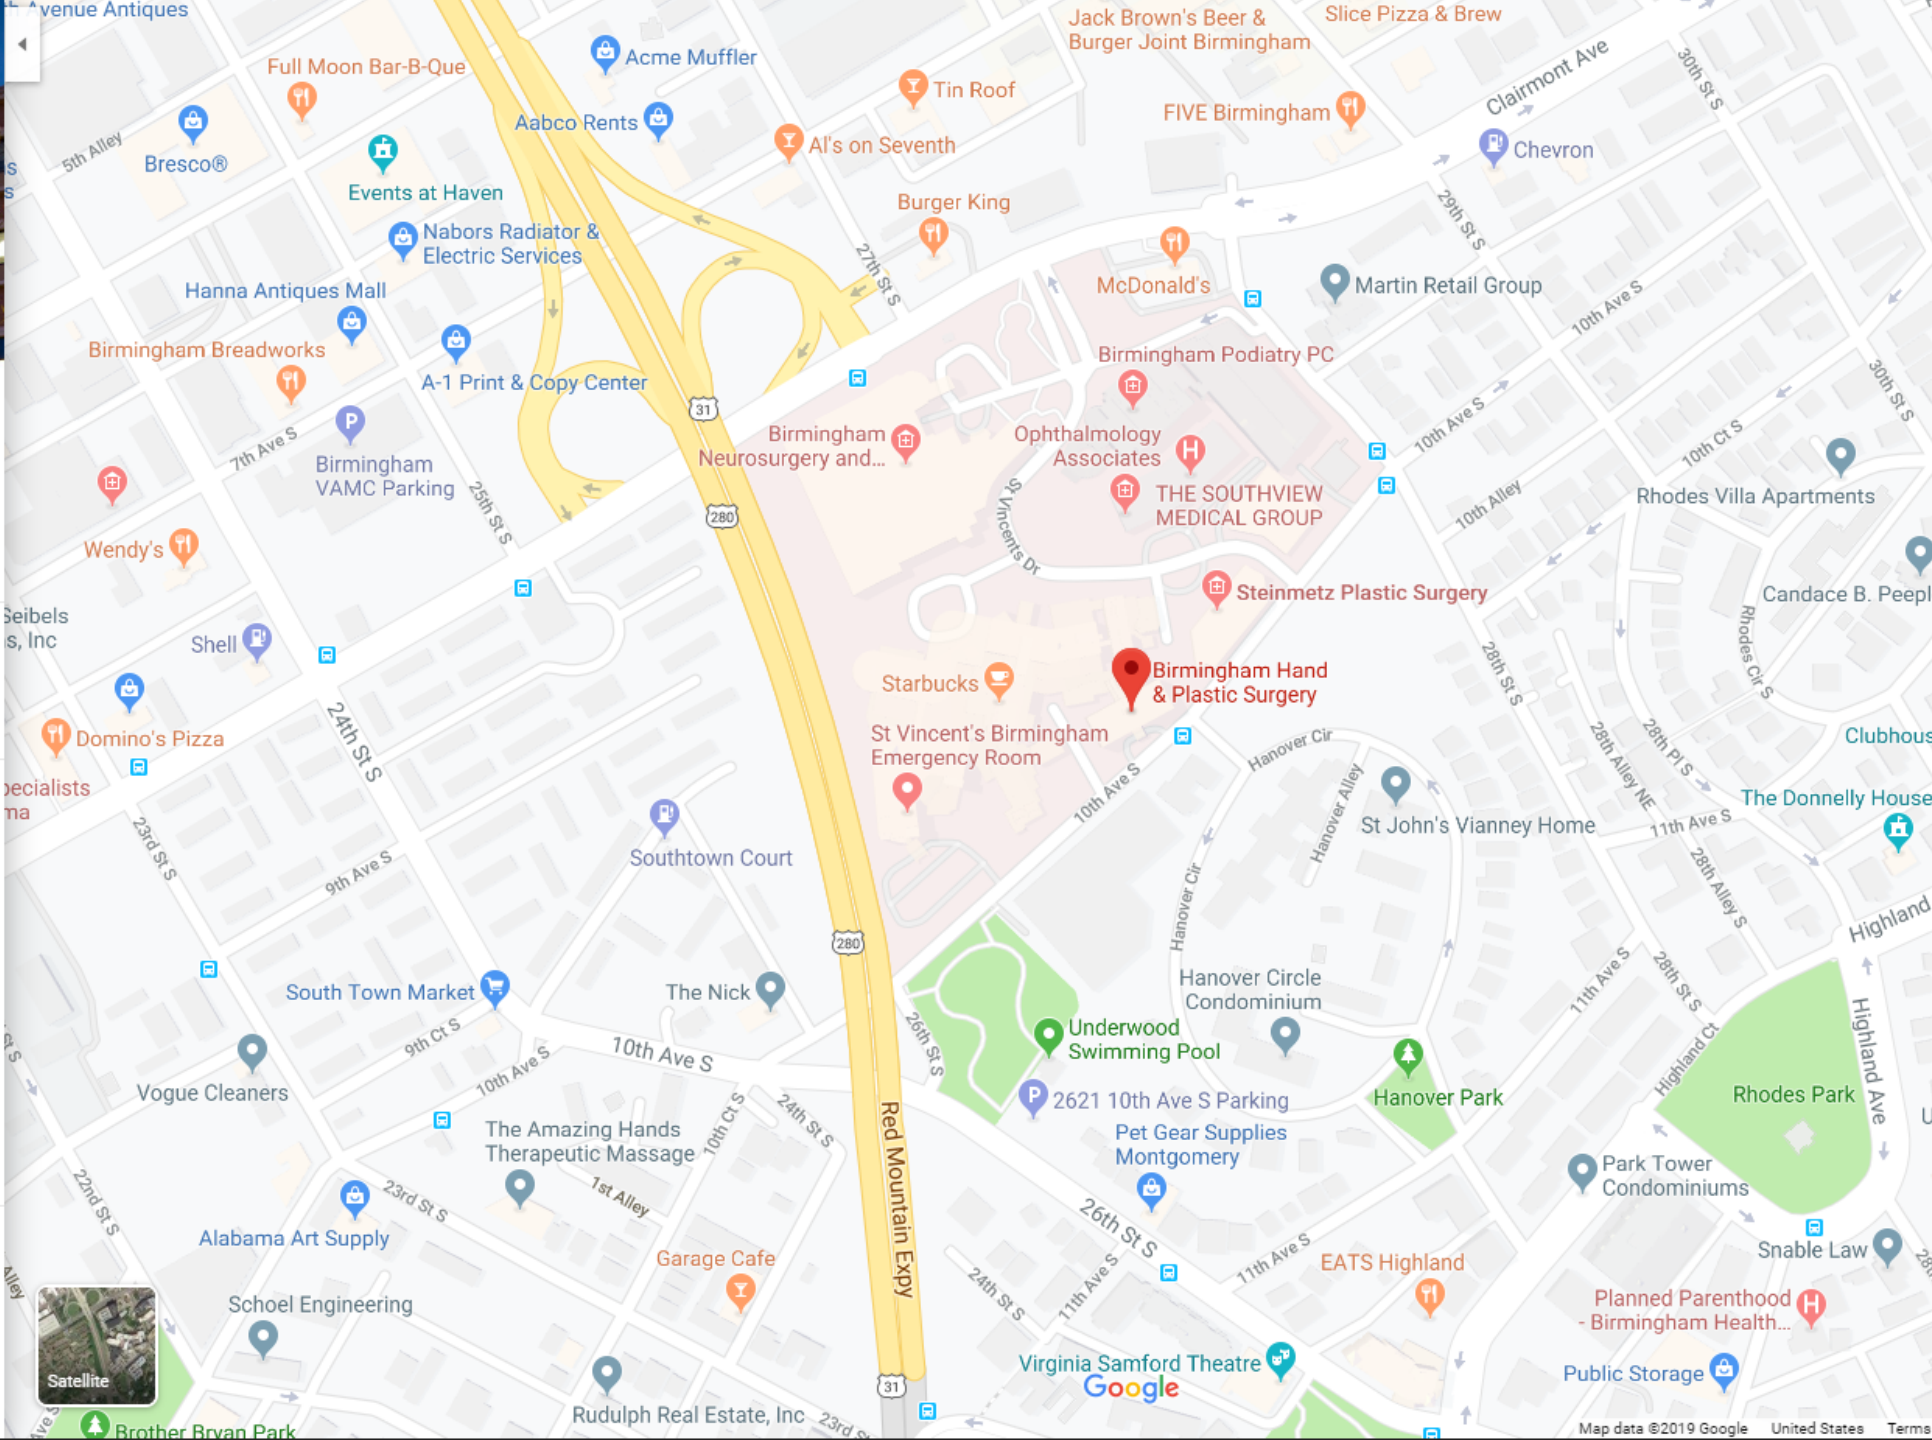 h Avenue Antiques
Full Moon Bar-B-Que
Acme Muffler
Jack Brown's Beer &
Burger Joint Birmingham
Slice Pizza & Brew
Clairmont Ave
30th St S
Tin Roof
FIVE Birmingham
Aabco Rents
Al's on Seventh
Chevron
5th Alley
Bresco®
Events at Haven
Burger King
29th St S
Nabors Radiator &
Electric Services
27th St S
McDonald's
Martin Retail Group
10th Ave S
Hanna Antiques Mall
Birmingham Breadworks
A-1 Print & Copy Center
Birmingham Podiatry PC
30th St S
31
10th Ave S
10th Ct S
7th Ave S
P
Birmingham
VAMC Parking
25th St S
Birmingham
Neurosurgery and...
Ophthalmology
Associates
H
THE SOUTHVIEW
MEDICAL GROUP
St Vincents Dr
10th Alley
Rhodes Villa Apartments
280
Wendy's
Steinmetz Plastic Surgery
Candace B. Peepl
Seibels
s, Inc
Shell
Rhodes Cir S
28th St S
Starbucks
Birmingham Hand
& Plastic Surgery
24th St S
Domino's Pizza
St Vincent's Birmingham
Emergency Room
Hanover Cir
28th Alley NE
28th Pl S
Clubhous
pecialists
ma
10th Ave S
Hanover Alley
St John's Vianney Home
The Donnelly House
11th Ave S
23rd St S
9th Ave S
Southtown Court
Hanover Cir
28th Alley S
Highland
280
South Town Market
The Nick
26th St S
Hanover Circle
Condominium
11th Ave S
28th St S
Highland Ave
9th Ct S
10th Ave S
10th Ave S
Underwood
Swimming Pool
Highland Ct
Vogue Cleaners
P
2621 10th Ave S Parking
Hanover Park
Rhodes Park
10th Ct S
24th St S
Red Mountain Expy
The Amazing Hands
Therapeutic Massage
Pet Gear Supplies
Montgomery
Park Tower
Condominiums
22nd St S
23rd St S
1st Alley
26th St S
Alabama Art Supply
Garage Cafe
11th Ave S
EATS Highland
Snable Law
Alley
24th St S
11th Ave S
Planned Parenthood
- Birmingham Health...
H
Schoel Engineering
Satellite
Virginia Samford Theatre
Public Storage
31
Google
Rudulph Real Estate, Inc
23rd S
Brother Bryan Park
Map data ©2019 Google
United States
Terms